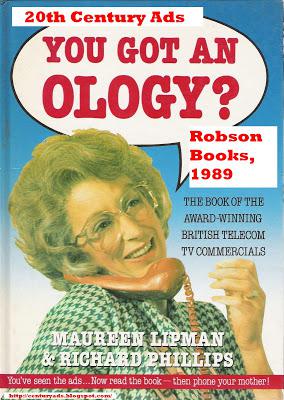 20th Century Ads
YOU GOT AN
OLOGY?
Robson
Books,
1989
THE BOOK OF THE
AWARD-WINNING
BRITISH TELECOM
TV COMMERCIALS
MAUREEN LIPMAN
& RICHARD PHILLIPS
You've seen the ads...Now read the book—then phone your mother!
http://centuryads.blogspot.com/